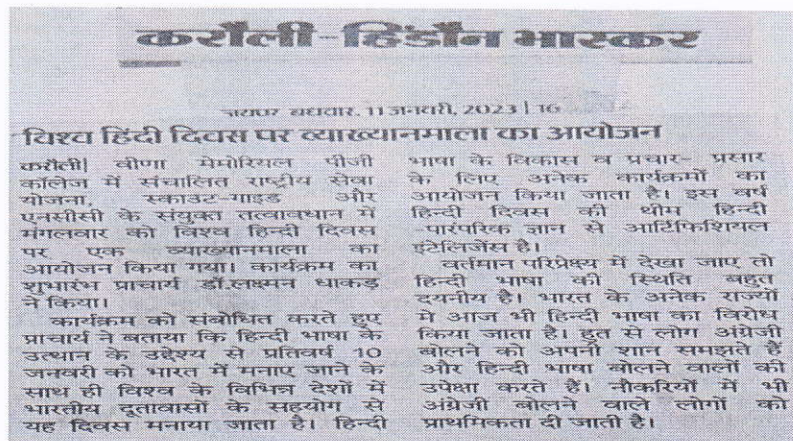 करौली-हिंडौन भास्कर
जयपुर बुधवार, 11 जनवरी, 2023 | 16
विश्व हिंदी दिवस पर व्याख्यानमाला का आयोजन
करौली| वीणा मेमोरियल पीजी
कॉलेज में संचालित राष्ट्रीय सेवा
योजना, स्काउट-गाइड और
एनसीसी के संयुक्त तत्वावधान में
मंगलवार को विश्व हिन्दी दिवस
पर एक व्याख्यानमाला का
आयोजन किया गया। कार्यक्रम का
शुभारंभ प्राचार्य डॉ.लक्ष्मन धाकड़
ने किया।
कार्यक्रम को संबोधित करते हुए
प्राचार्य ने बताया कि हिन्दी भाषा के
उत्थान के उद्देश्य से प्रतिवर्ष 10
जनवरी को भारत में मनाए जाने के
साथ ही विश्व के विभिन्न देशों में
भारतीय दूतावासों के सहयोग से
यह दिवस मनाया जाता है। हिन्दी
भाषा के विकास व प्रचार- प्रसार
के लिए अनेक कार्यक्रमों का
आयोजन किया जाता है। इस वर्ष
हिन्दी दिवस की थीम हिन्दी
-पारंपरिक ज्ञान से आर्टिफिशियल
इंटेलिजेंस है।
वर्तमान परिप्रेक्ष्य में देखा जाए तो
हिन्दी भाषा की स्थिति बहुत
दयनीय है। भारत के अनेक राज्यों
मे आज भी हिन्दी भाषा का विरोध
किया जाता है। हुत से लोग अंग्रेजी
बोलने को अपनी शान समझते हैं
और हिन्दी भाषा बोलने वालों की
उपेक्षा करते हैं। नौकरियों में भी
अंग्रेजी बोलने वाले लोगों को
प्राथमिकता दी जाती है।